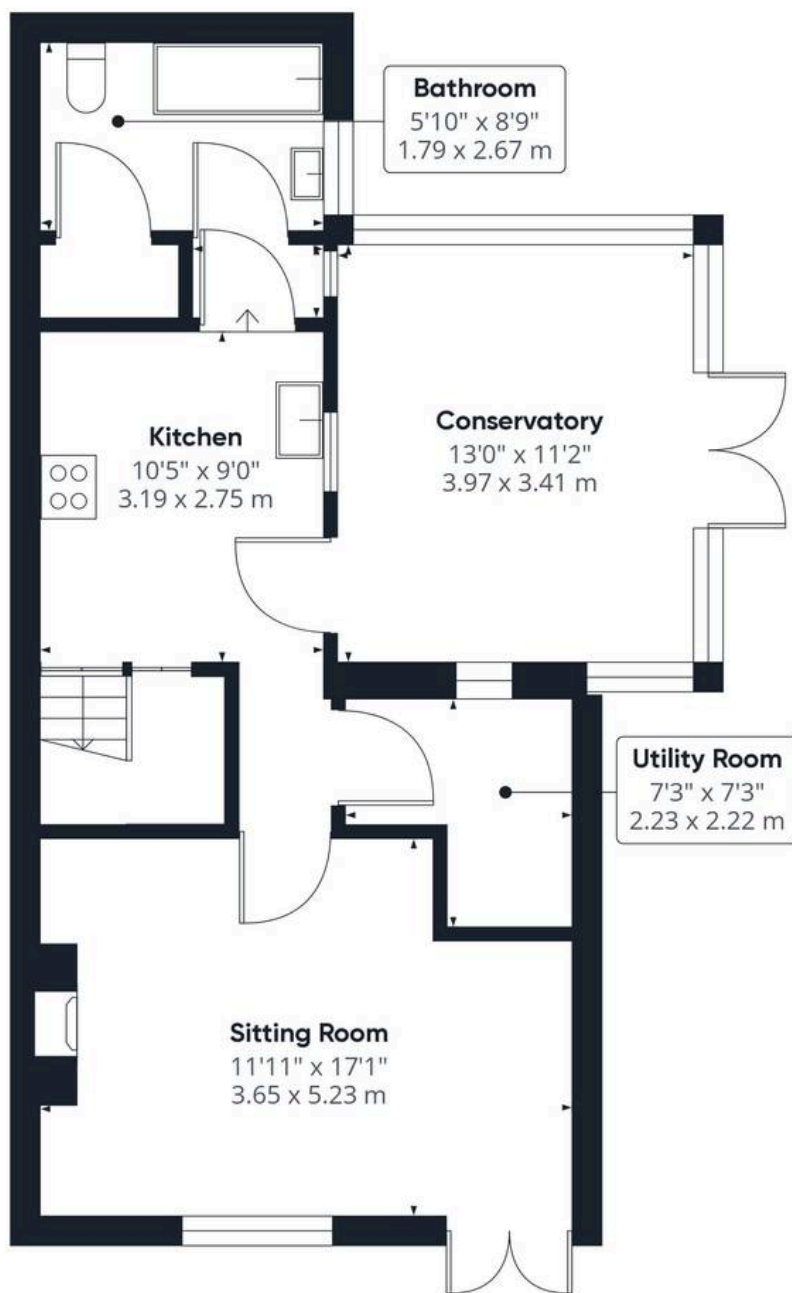 Bathroom
5'10" x 8'9"
1.79 x 2.67 m
Kitchen
10'5" x 9'0"
3.19 x 2.75 m
Conservatory
13'0" x 11'2"
3.97 x 3.41 m
Utility Room
7'3" x 7'3"
2.23 x 2.22 m
Sitting Room
11'11" x 17'1"
3.65 x 5.23 m